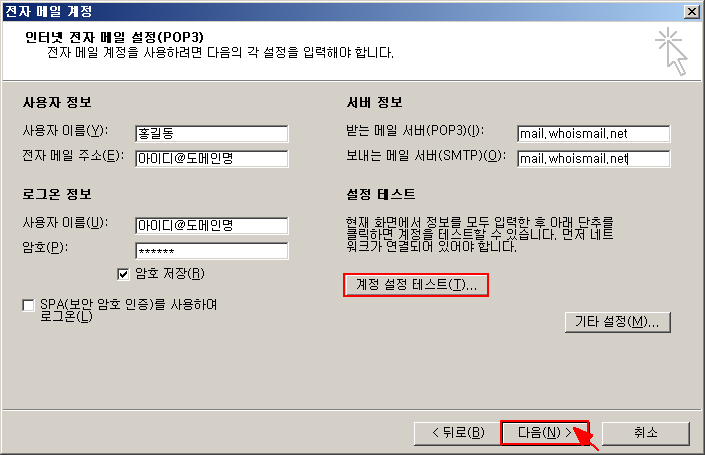 전자 메일 계정
인터넷 전자 메일 설정(POP3)
전자 메일 계정을 사용하려면 다음의 각 설정을 입력해야 합니다.
사용자 정보
사용자 이름(Y): 홍길동
전자 메일 주소(E): 아이디@도메인명
로그온 정보
사용자 이름(U): 아이디@도메인명
암호(P): ******
암호 저장(R)
SPA(보안 암호 인증)를 사용하여
로그온(L)
서버 정보
받는 메일 서버(POP3)(I): mail.whoismail.net
보내는 메일 서버(SMTP)(O): mail.whoismail.net
설정 테스트
현재 화면에서 정보를 모두 입력한 후 아래 단추를
클릭하면 계정을 테스트할 수 있습니다. 먼저 네트
워크가 연결되어 있어야 합니다.
계정 설정 테스트(T)...
기타 설정(M)...
< 뒤로(B)
다음(N) >
취소